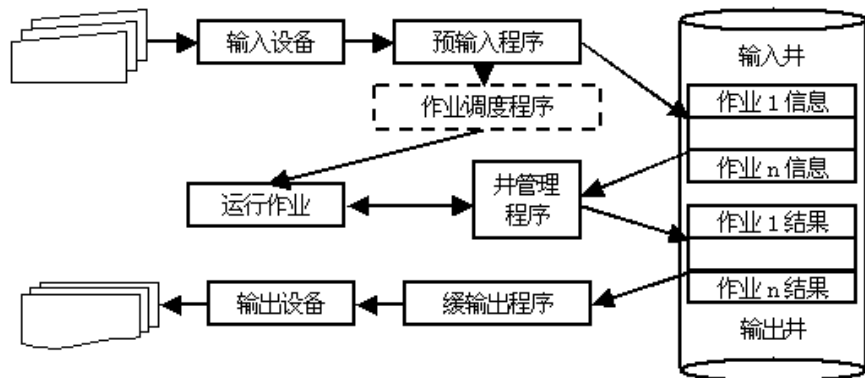 输入设备
预输入程序
输入井
作业调度程序
作业 1 信息
作业 n 信息
运行作业
井管理
程序
作业 1 结果
作业 n 结果
输出设备
缓输出程序
输出井